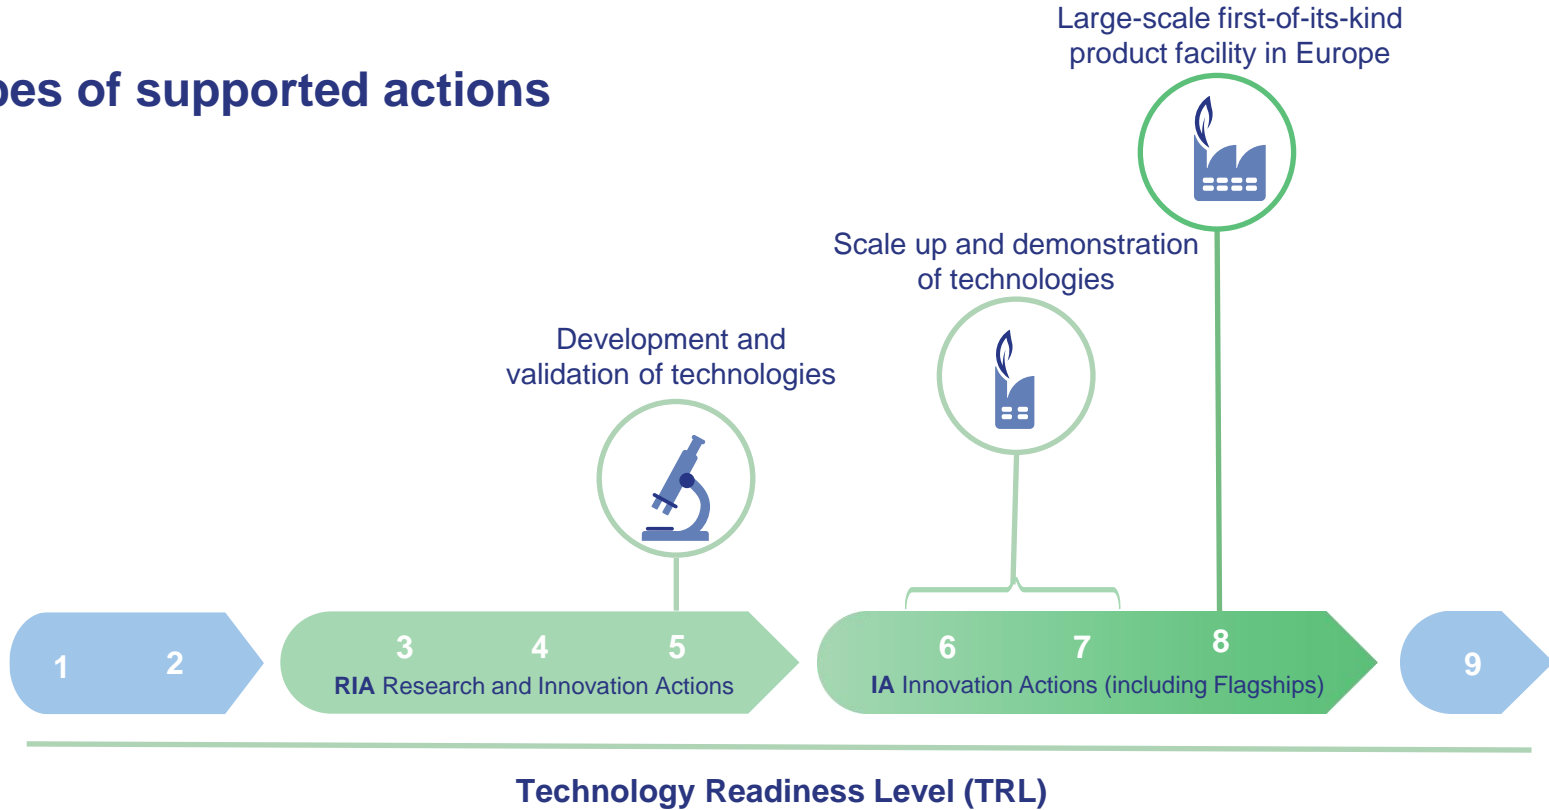 pes of supported actions
Large-scale first-of-its-kind
product facility in Europe
Scale up and demonstration
of technologies
Development and
validation of technologies
1 2
3 4 5
RIA Research and Innovation Actions
6 7 8
IA Innovation Actions (including Flagships)
9
Technology Readiness Level (TRL)